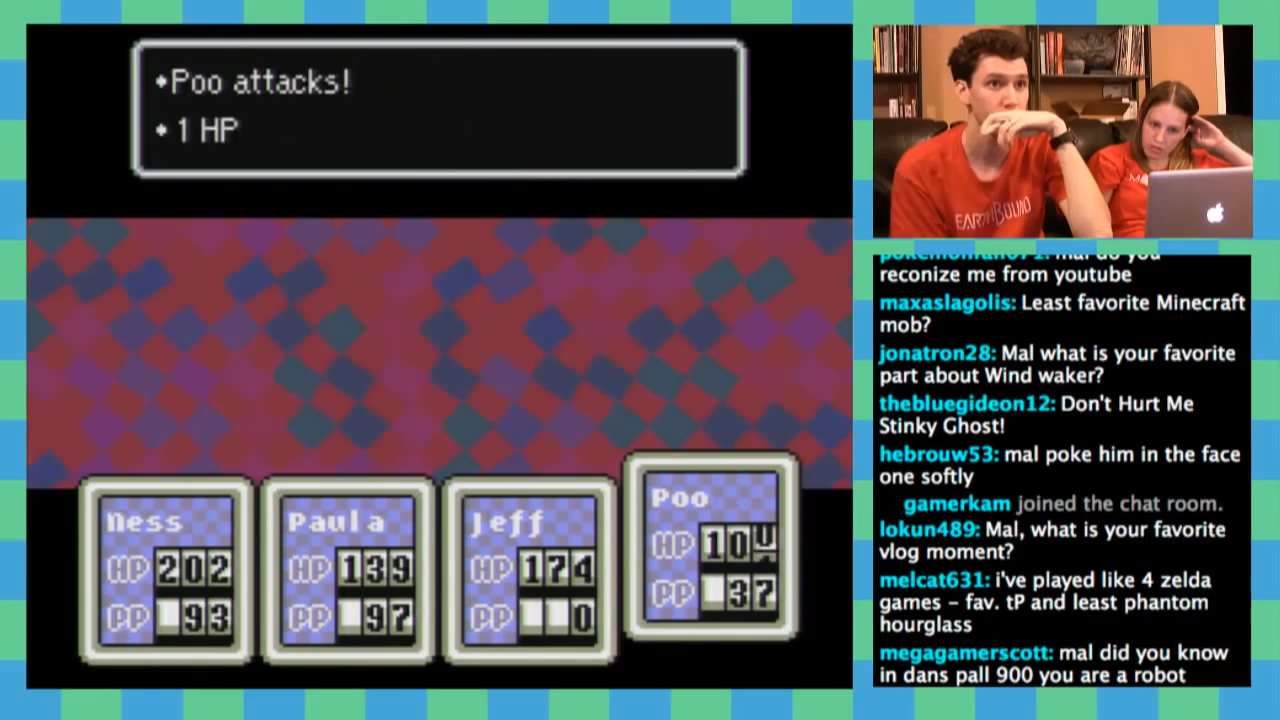 •Poo attacks!
• 1 HP
Ness
HP 202
PP 93
Paula
HP 139
PP 97
Jeff
HP 174
PP 0
Poo
HP 10
PP 37
EARTHBOUND
reconize me from youtube
maxaslagolis: Least favorite Minecraft
mob?
jonatron28: Mal what is your favorite
part about Wind waker?
thebluegideon12: Don't Hurt Me
Stinky Ghost!
hebrouw53: mal poke him in the face
one softly
gamerkam joined the chat room.
lokun489: Mal, what is your favorite
vlog moment?
melcat631: i've played like 4 zelda
games - fav. tP and least phantom
hourglass
megagamerscott: mal did you know
in dans pall 900 you are a robot